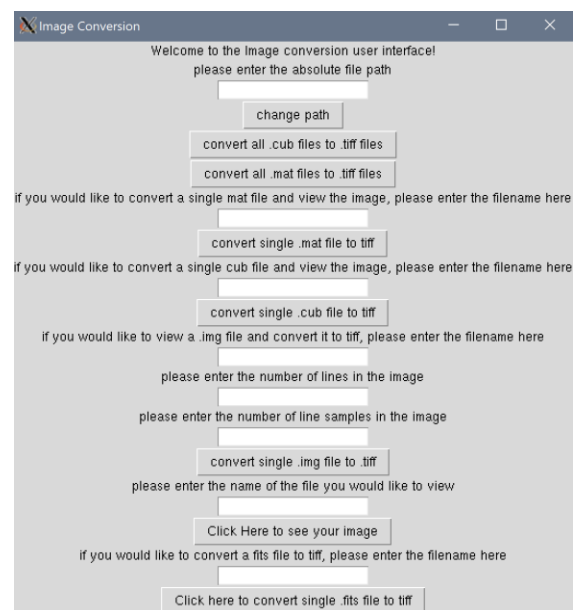 Image Conversion
Welcome to the Image conversion user interface!
please enter the absolute file path
change path
convert all .cub files to .tiff files
convert all .mat files to .tiff files
if you would like to convert a single mat file and view the image, please enter the filename here
convert single .mat file to tiff
if you would like to convert a single cub file and view the image, please enter the filename here
convert single .cub file to tiff
if you would like to view a .img file and convert it to tiff, please enter the filename here
please enter the number of lines in the image
please enter the number of line samples in the image
convert single .img file to .tiff
please enter the name of the file you would like to view
Click Here to see your image
if you would like to convert a fits file to tiff, please enter the filename here
Click here to convert single .fits file to tiff